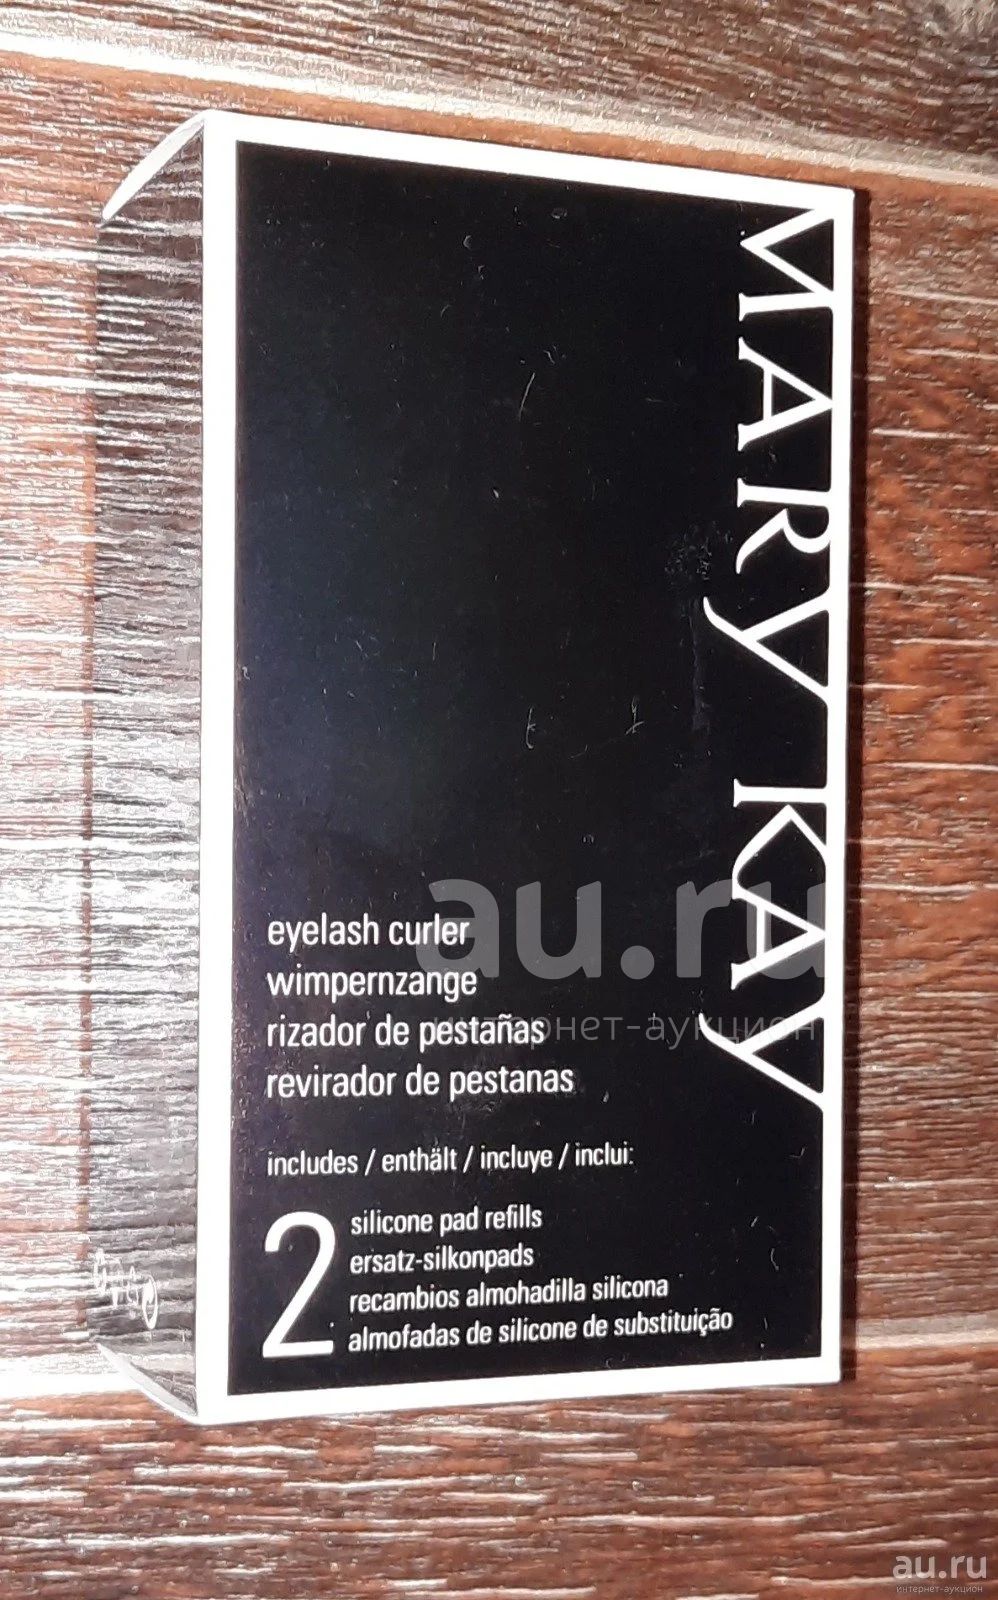 MARY KAY
eyelash curler
wimpernzange
rizador de pestañas
revirador de pestanas
includes / enthält / incluye / inclui:
2
silicone pad refills
ersatz-silkonpads
recambios almohadilla silicona
almofadas de silicone de substituição
au.ru
интернет-аукцион
au.ru
интернет-аукцион